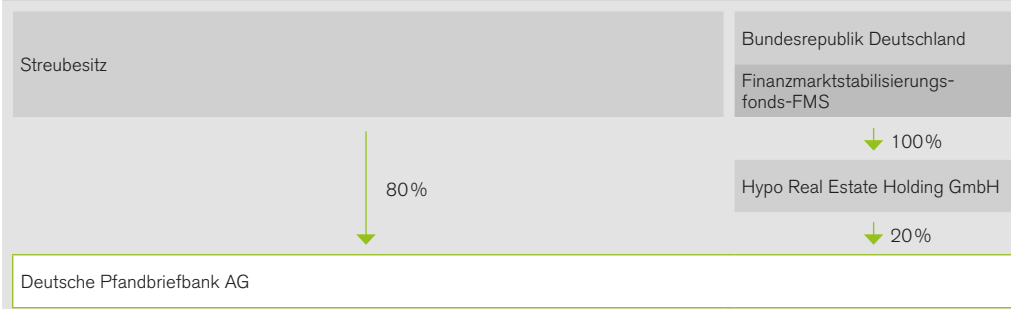 Streubesitz
Bundesrepublik Deutschland
Finanzmarktstabilisierungs-
fonds-FMS
100%
80%
Hypo Real Estate Holding GmbH
20%
Deutsche Pfandbriefbank AG